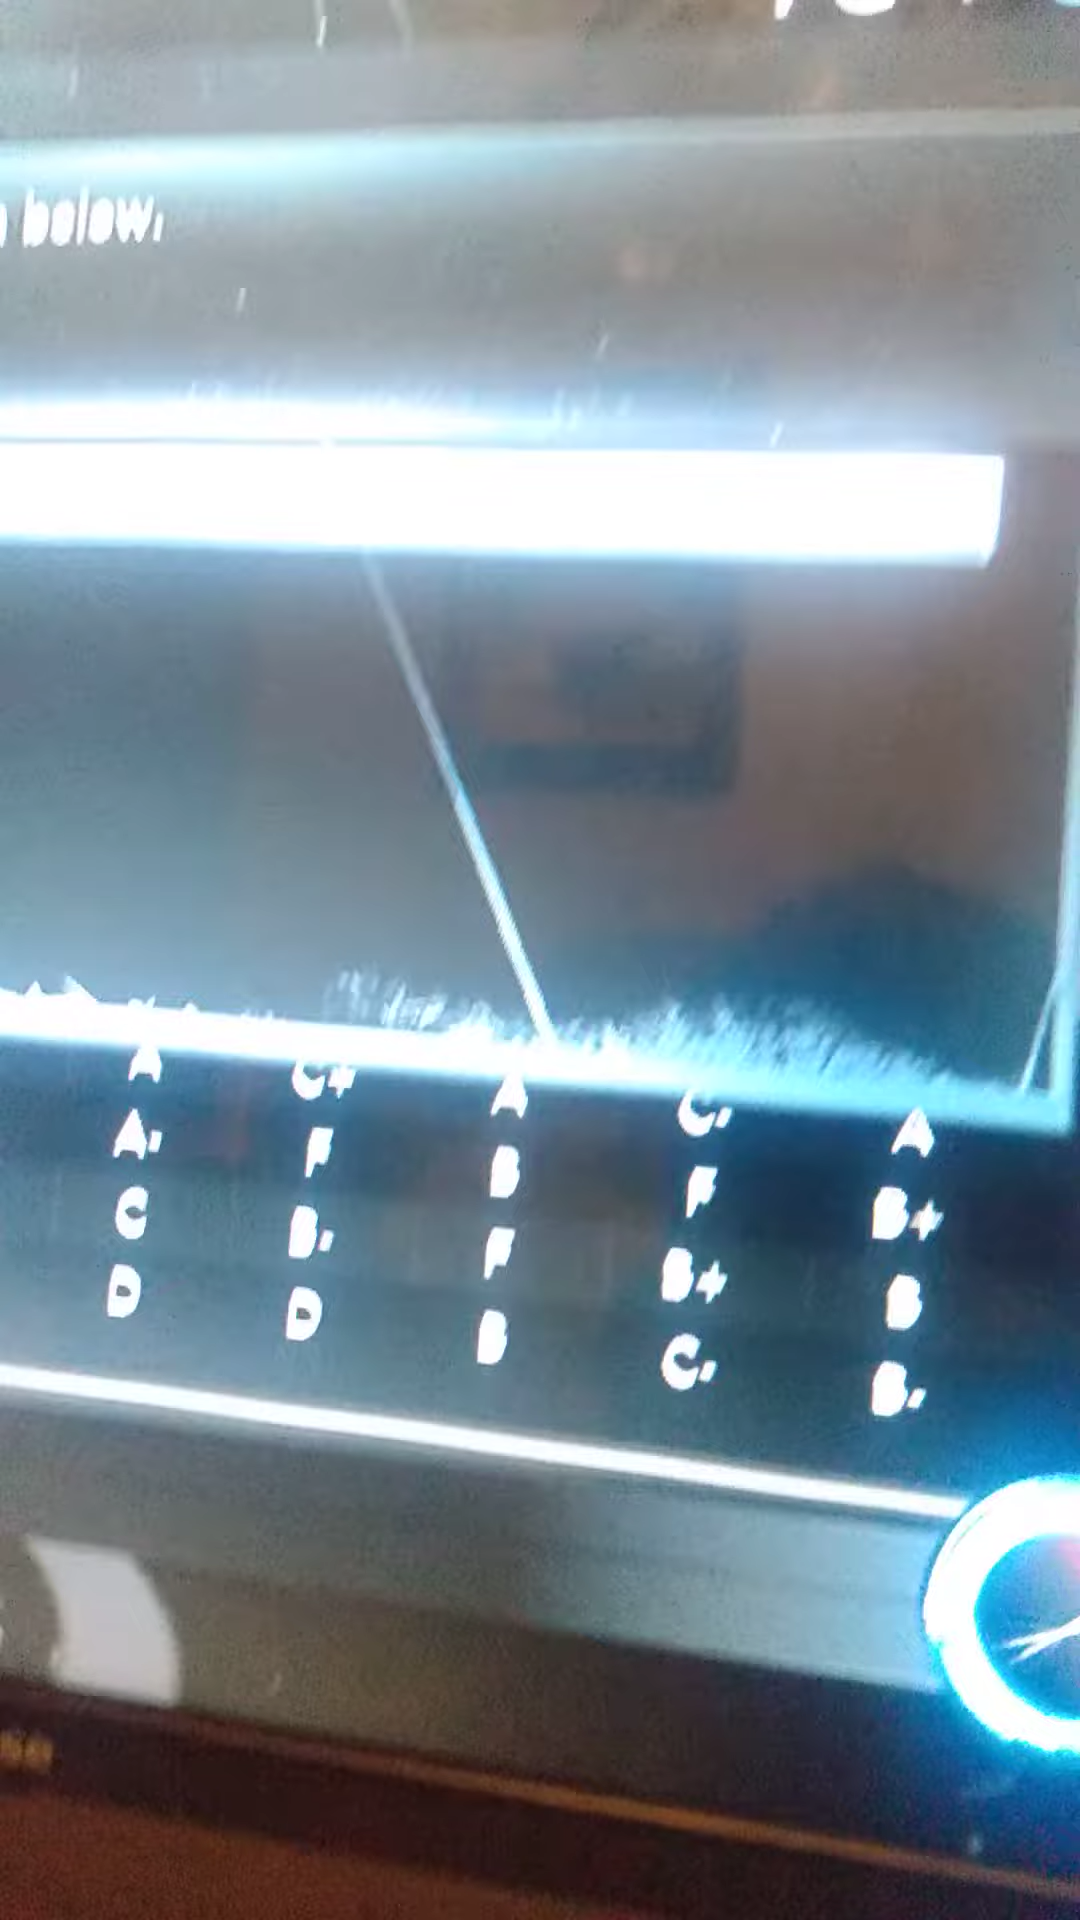 below:
A C+ A C- A
A- F B F B+
C B- F B+ B
D D B C- B-